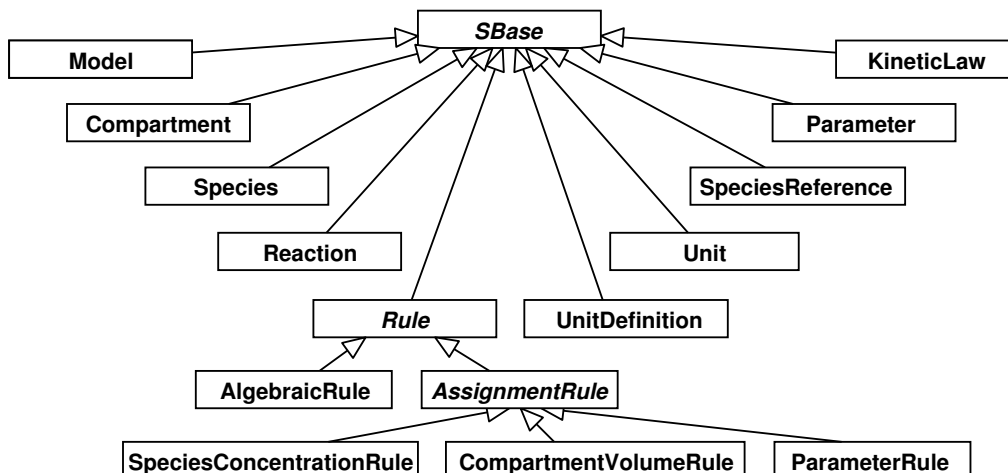 SBase
Model
KineticLaw
Compartment
Parameter
Species
SpeciesReference
Reaction
Unit
Rule
UnitDefinition
AlgebraicRule
AssignmentRule
SpeciesConcentrationRule
CompartmentVolumeRule
ParameterRule